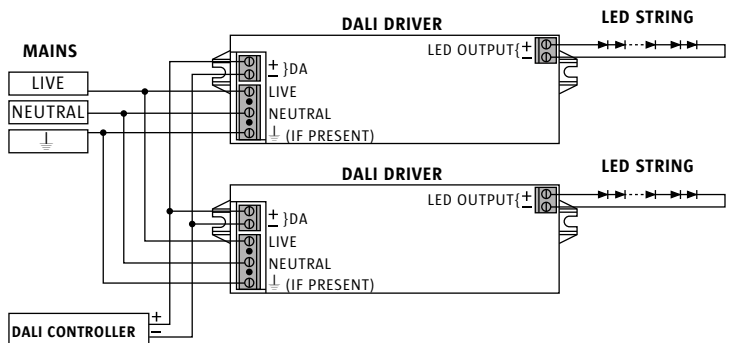 DALI DRIVER
LED STRING
MAINS
LED OUTPUT{+
−
LIVE
NEUTRAL
+
− }DA
LIVE
NEUTRAL
⏚ (IF PRESENT)
⏚
DALI DRIVER
LED STRING
LED OUTPUT{+
−
+
− }DA
LIVE
NEUTRAL
⏚ (IF PRESENT)
DALI CONTROLLER
+
−